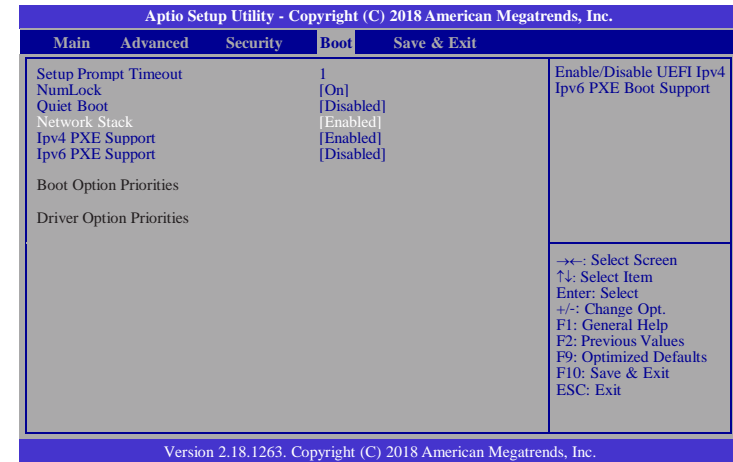 Aptio Setup Utility - Copyright (C) 2018 American Megatrends, Inc.
Main Advanced Security Boot Save & Exit
Setup Prompt Timeout 1
NumLock [On]
Quiet Boot [Disabled]
Network Stack [Enabled]
Ipv4 PXE Support [Enabled]
Ipv6 PXE Support [Disabled]
Boot Option Priorities
Driver Option Priorities
Enable/Disable UEFI Ipv4
Ipv6 PXE Boot Support
→←: Select Screen
↑↓: Select Item
Enter: Select
+/-: Change Opt.
F1: General Help
F2: Previous Values
F9: Optimized Defaults
F10: Save & Exit
ESC: Exit
Version 2.18.1263. Copyright (C) 2018 American Megatrends, Inc.